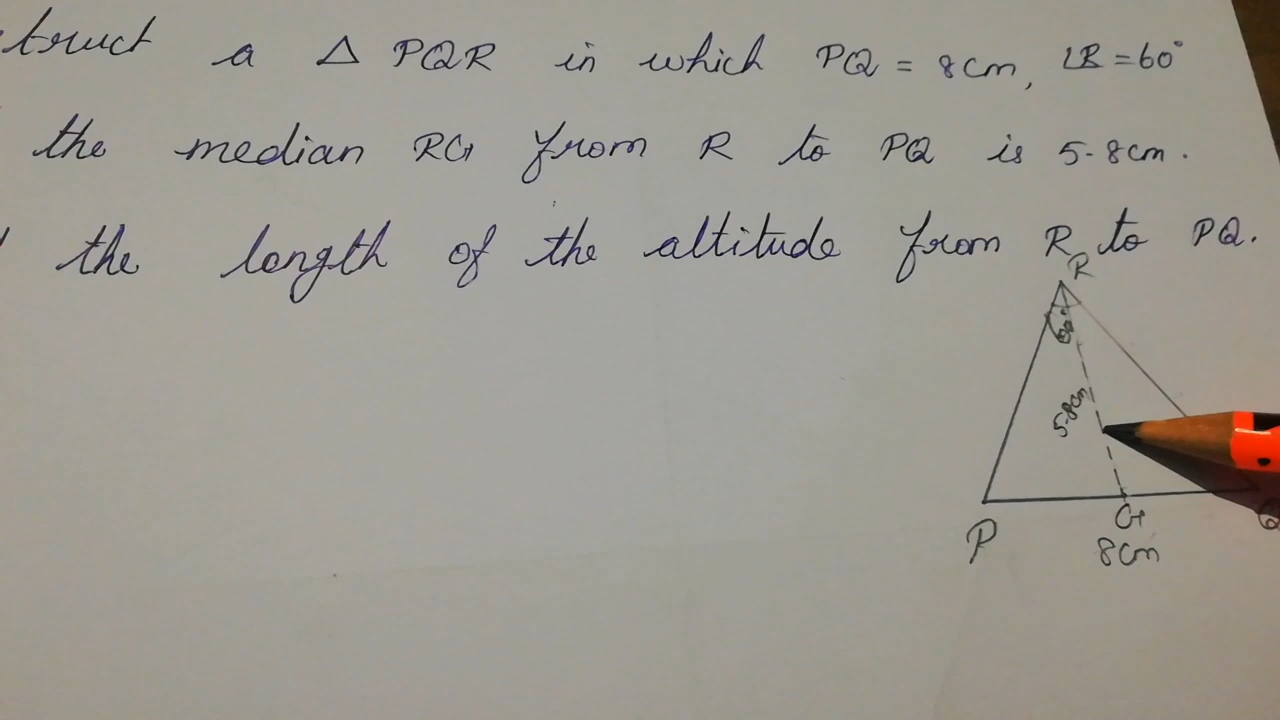 truct a △ PQR in which PQ = 8cm, ∠R = 60°
the median RG from R to PQ is 5.8cm.
the length of the altitude from R to PQ.
R
60°
5.8cm
P G Q
8cm